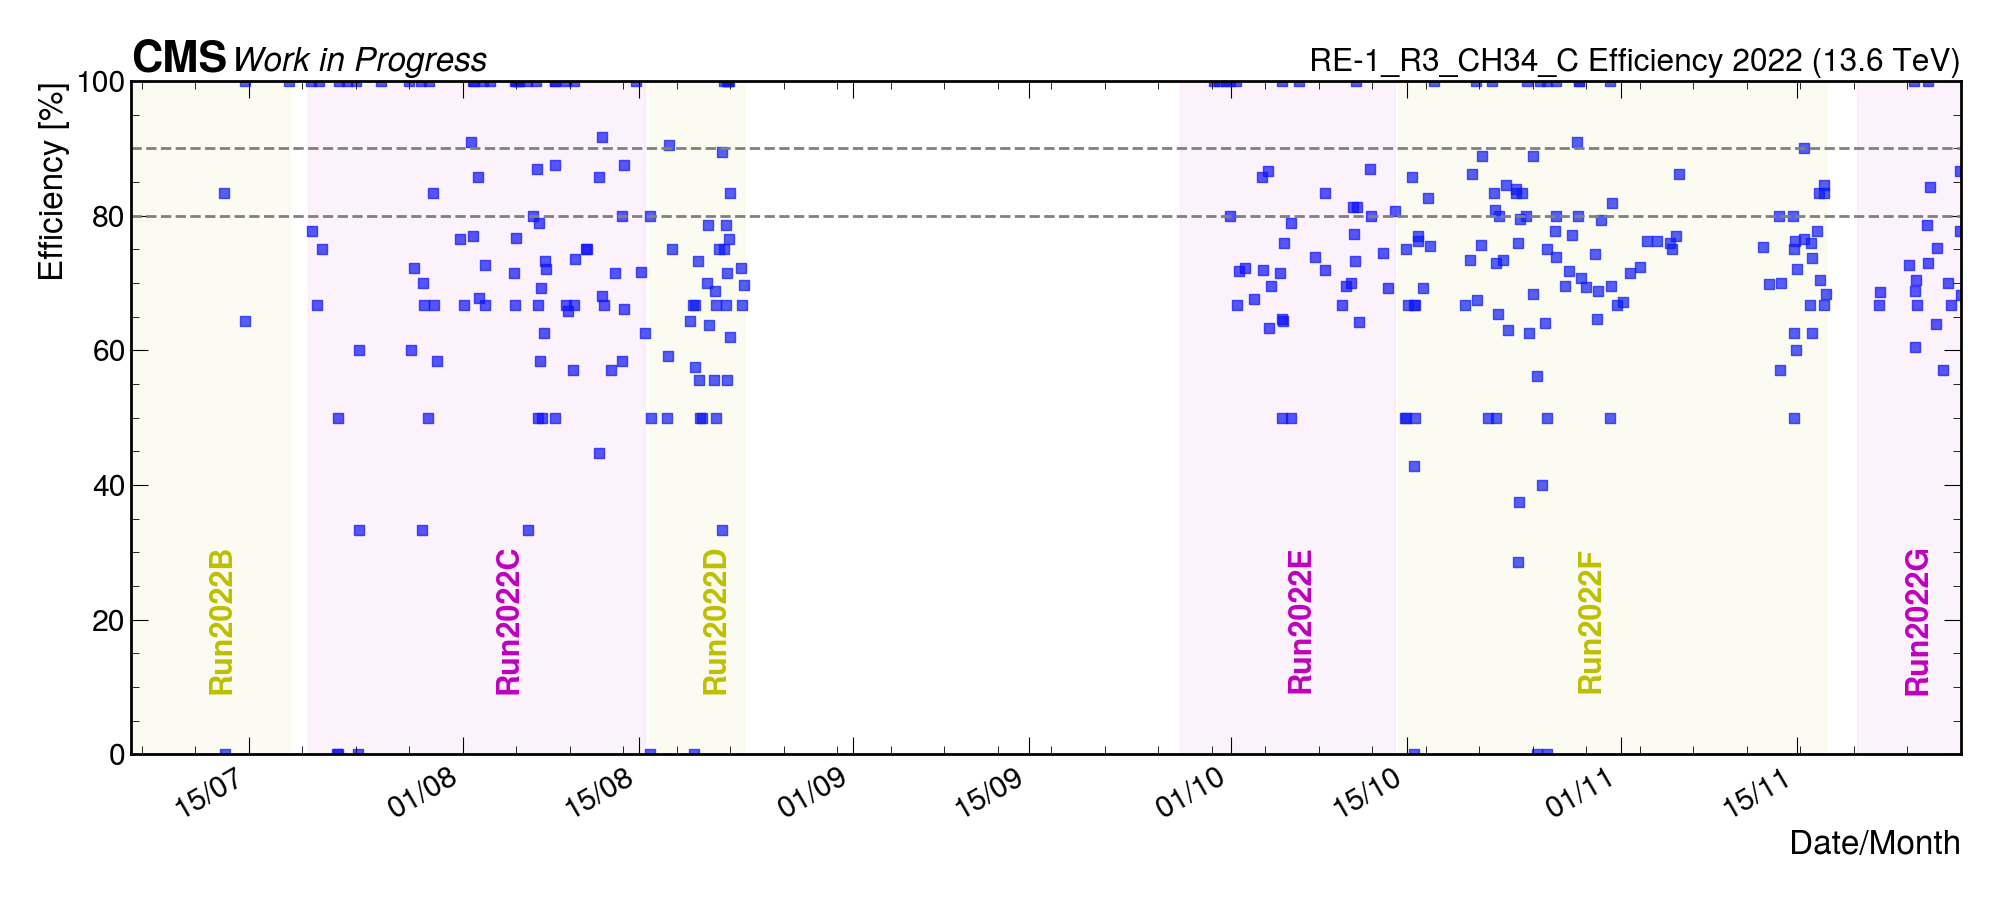 CMS Work in Progress
RE-1_R3_CH34_C Efficiency 2022 (13.6 TeV)
Efficiency [%]
100
80
60
40
20
0
Run2022B
Run2022C
Run2022D
Run2022E
Run2022F
Run2022G
15/07
01/08
15/08
01/09
15/09
01/10
15/10
01/11
15/11
Date/Month